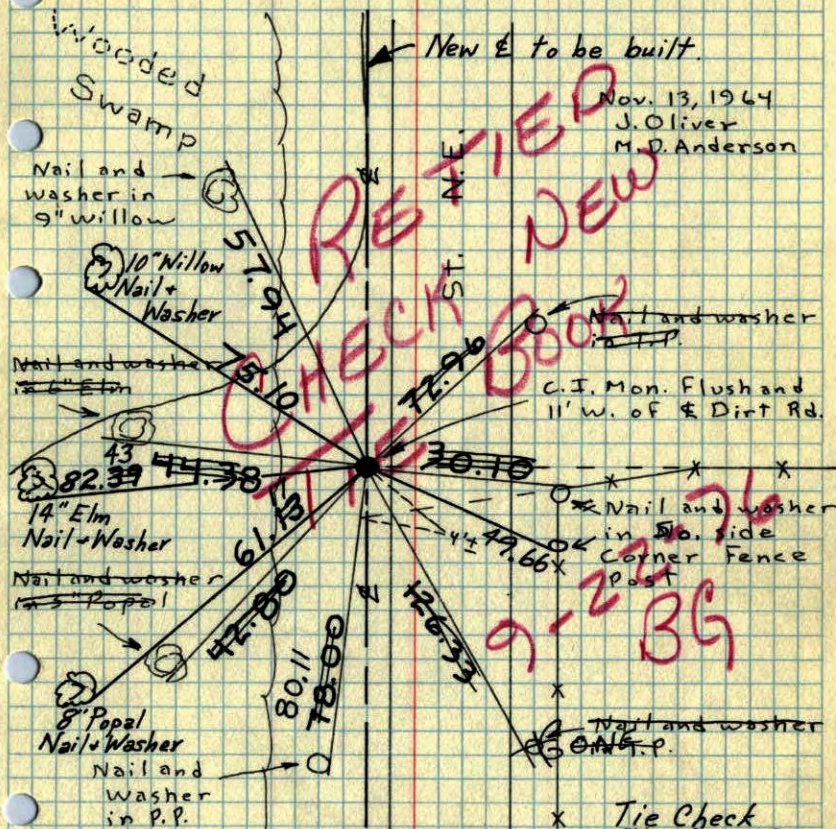 Wooded
Swamp
New ℄ to be built.
Nov. 13, 1964
J. Oliver
M.D. Anderson
RETIED
NEW
CHECK
BOOK
TIE
9-22-76
BG
St. N.E.
℄
Nail and
washer in
9" willow
57.94
10" Willow
Nail +
Washer
75.10
Nail and washer
in 6" Elm
72.96
Nail and washer
C.I. Mon. Flush and
11' w. of ℄ Dirt Rd.
43
82.39
44.38
30.10
14" Elm
Nail + Washer
61.13
4'±
49.66
Nail and washer
in So. side
Corner Fence
Post
Nail and washer
in 5" Popal
42.80
80.11
78.00
℄
126.33
8" Popal
Nail + Washer
Nail and
washer
in P.P.
Nail and washer
GONE
Tie Check